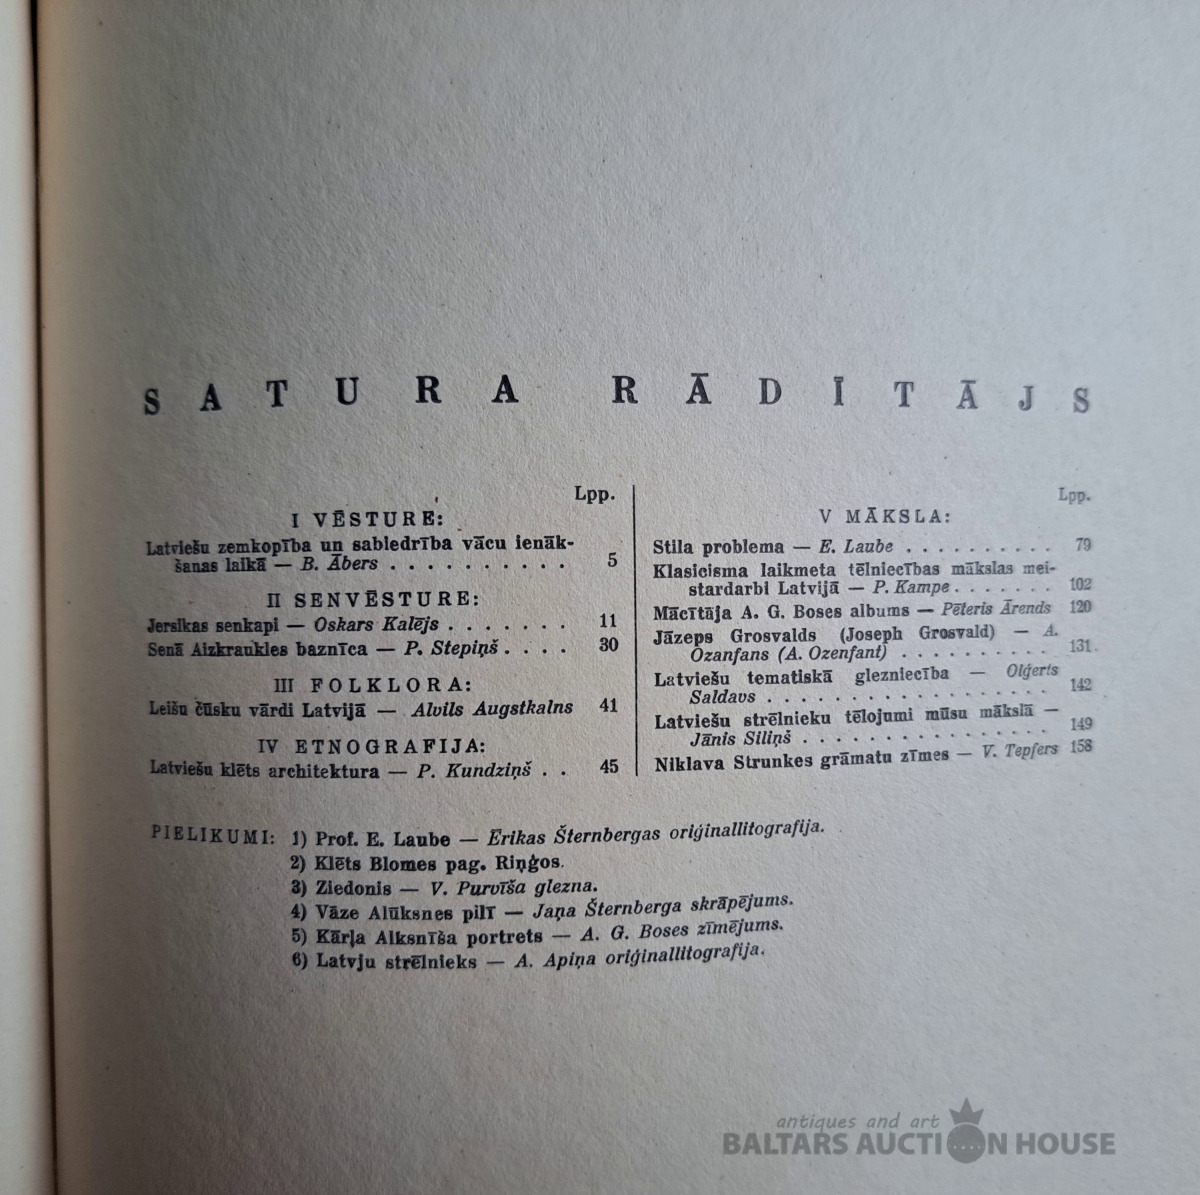 SATURA RĀDĪTĀJS
Lpp.
I VĒSTURE:
Latviešu zemkopība un sabiedrība vācu ienāk-
šanas laikā — B. Ābers . . . . . . . . . . 5
II SENVĒSTURE:
Jersikas senkapi — Oskars Kalējs . . . . . . . 11
Senā Aizkraukles baznīca — P. Stepiņš . . . . 30
III FOLKLORA:
Leišu čūsku vārdi Latvijā — Alvils Augstkalns 41
IV ETNOGRAFIJA:
Latviešu klēts architektura — P. Kundziņš . . 45
Lpp.
V MĀKSLA:
Stila problema — E. Laube . . . . . . . . . . 79
Klasicisma laikmeta tēlniecības mākslas mei-
stardarbi Latvijā — P. Kampe . . . . . . . 102
Mācītāja A. G. Boses albums — Pēteris Ārends 120
Jāzeps Grosvalds (Joseph Grosvald) — A.
Ozanfans (A. Ozenfant) . . . . . . . . . . 131
Latviešu tematiskā glezniecība — Oļģerts
Saldavs . . . . . . . . . . . . . . . . . . 142
Latviešu strēlnieku tēlojumi mūsu mākslā —
Jānis Siliņš . . . . . . . . . . . . . . . 149
Niklava Strunkes grāmatu zīmes — V. Tepfers 158
PIELIKUMI: 1) Prof. E. Laube — Ērikas Šternbergas oriģinallitografija.
2) Klēts Blomes pag. Riņģos.
3) Ziedonis — V. Purvīša glezna.
4) Vāze Alūksnes pilī — Jaņa Šternberga skrāpējums.
5) Kārļa Alksnīša portrets — A. G. Boses zīmējums.
6) Latvju strēlnieks — A. Apiņa oriģinallitografija.
antiques and art
BALTARS AUCTION HOUSE